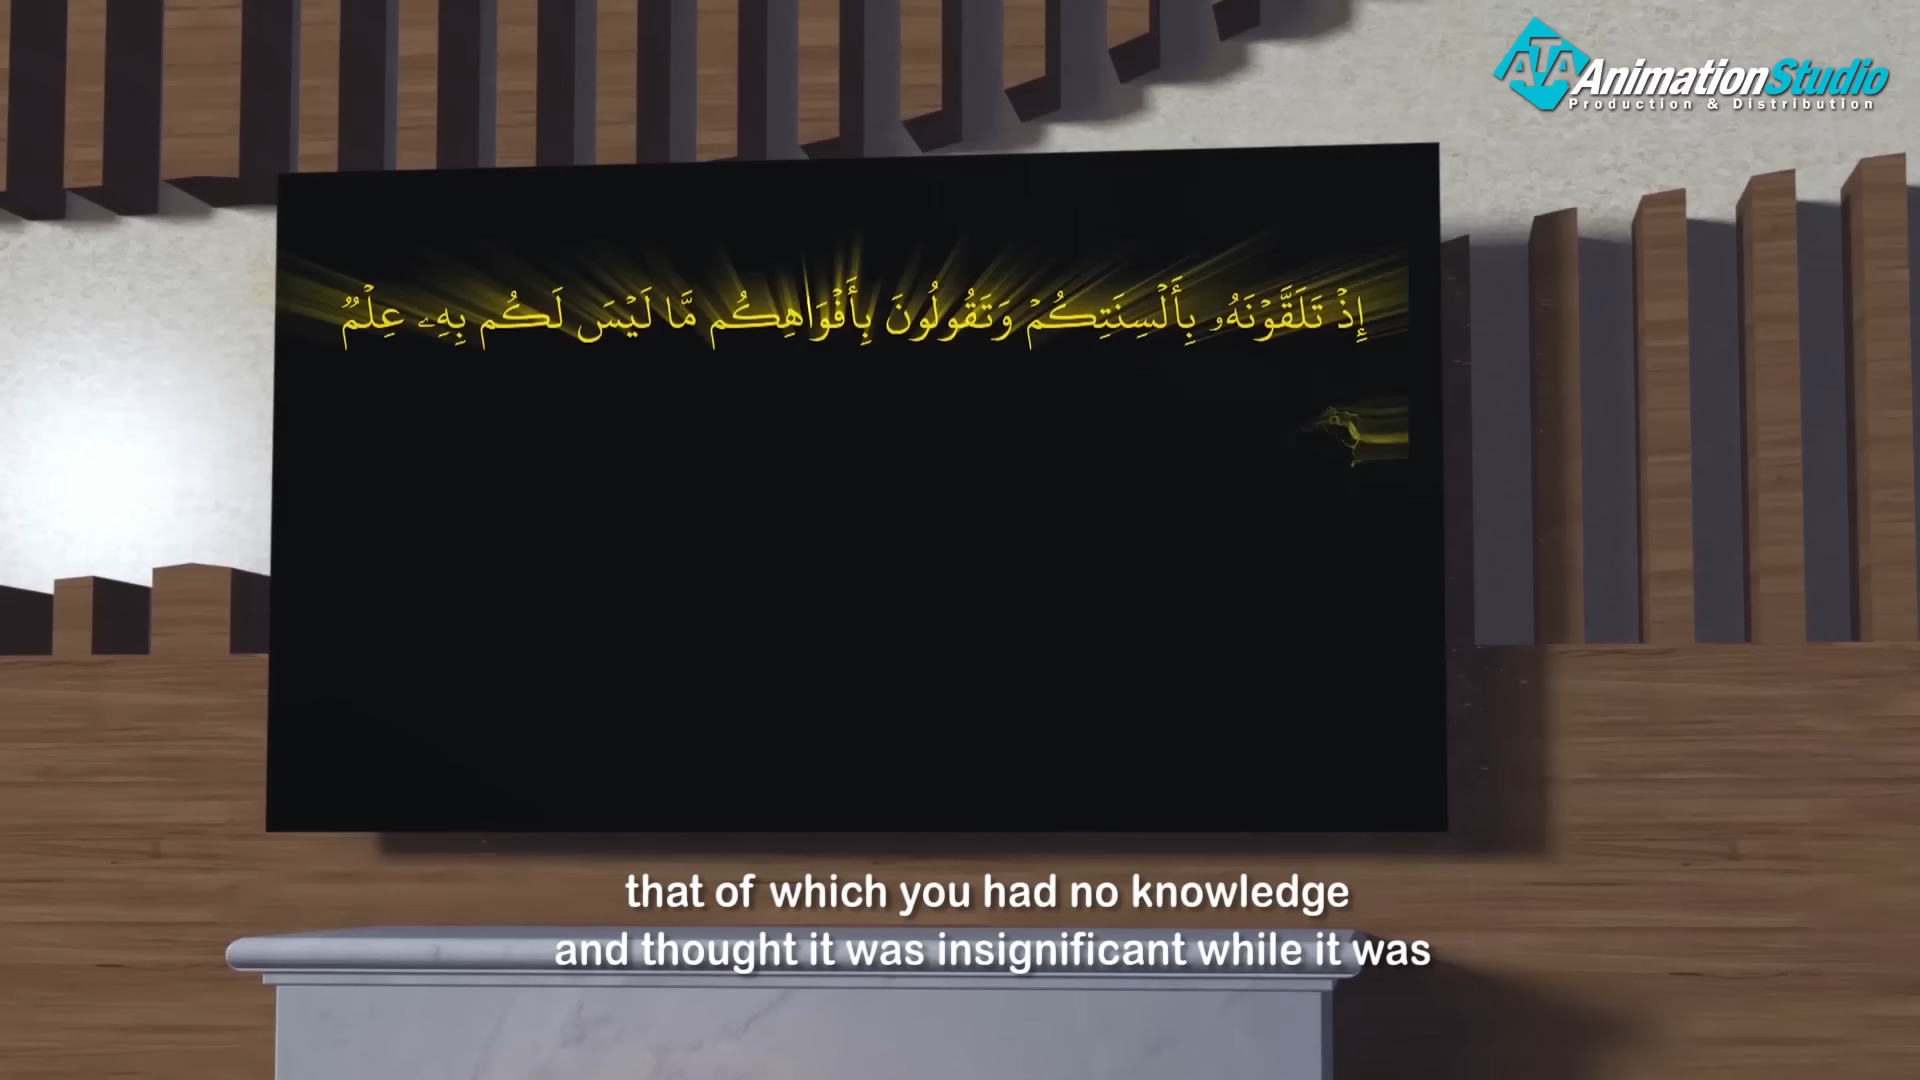 ATA AnimationStudio
Production & Distribution
إِذْ تَلَقَّوْنَهُۥ بِأَلْسِنَتِكُمْ وَتَقُولُونَ بِأَفْوَاهِكُم مَّا لَيْسَ لَكُم بِهِۦ عِلْمٌ
that of which you had no knowledge
and thought it was insignificant while it was